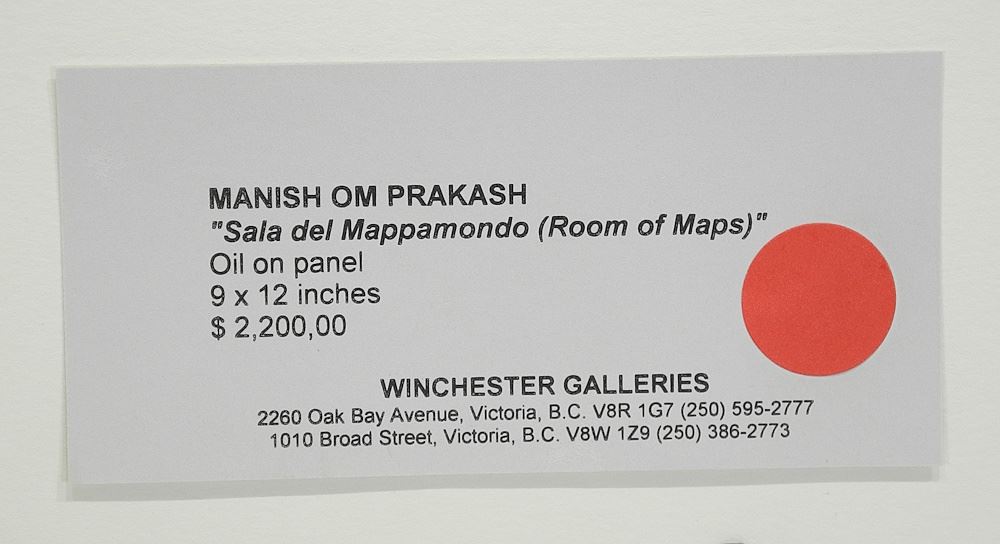 MANISH OM PRAKASH
"Sala del Mappamondo (Room of Maps)"
Oil on panel
9 x 12 inches
$ 2,200,00
WINCHESTER GALLERIES
2260 Oak Bay Avenue, Victoria, B.C. V8R 1G7 (250) 595-2777
1010 Broad Street, Victoria, B.C. V8W 1Z9 (250) 386-2773